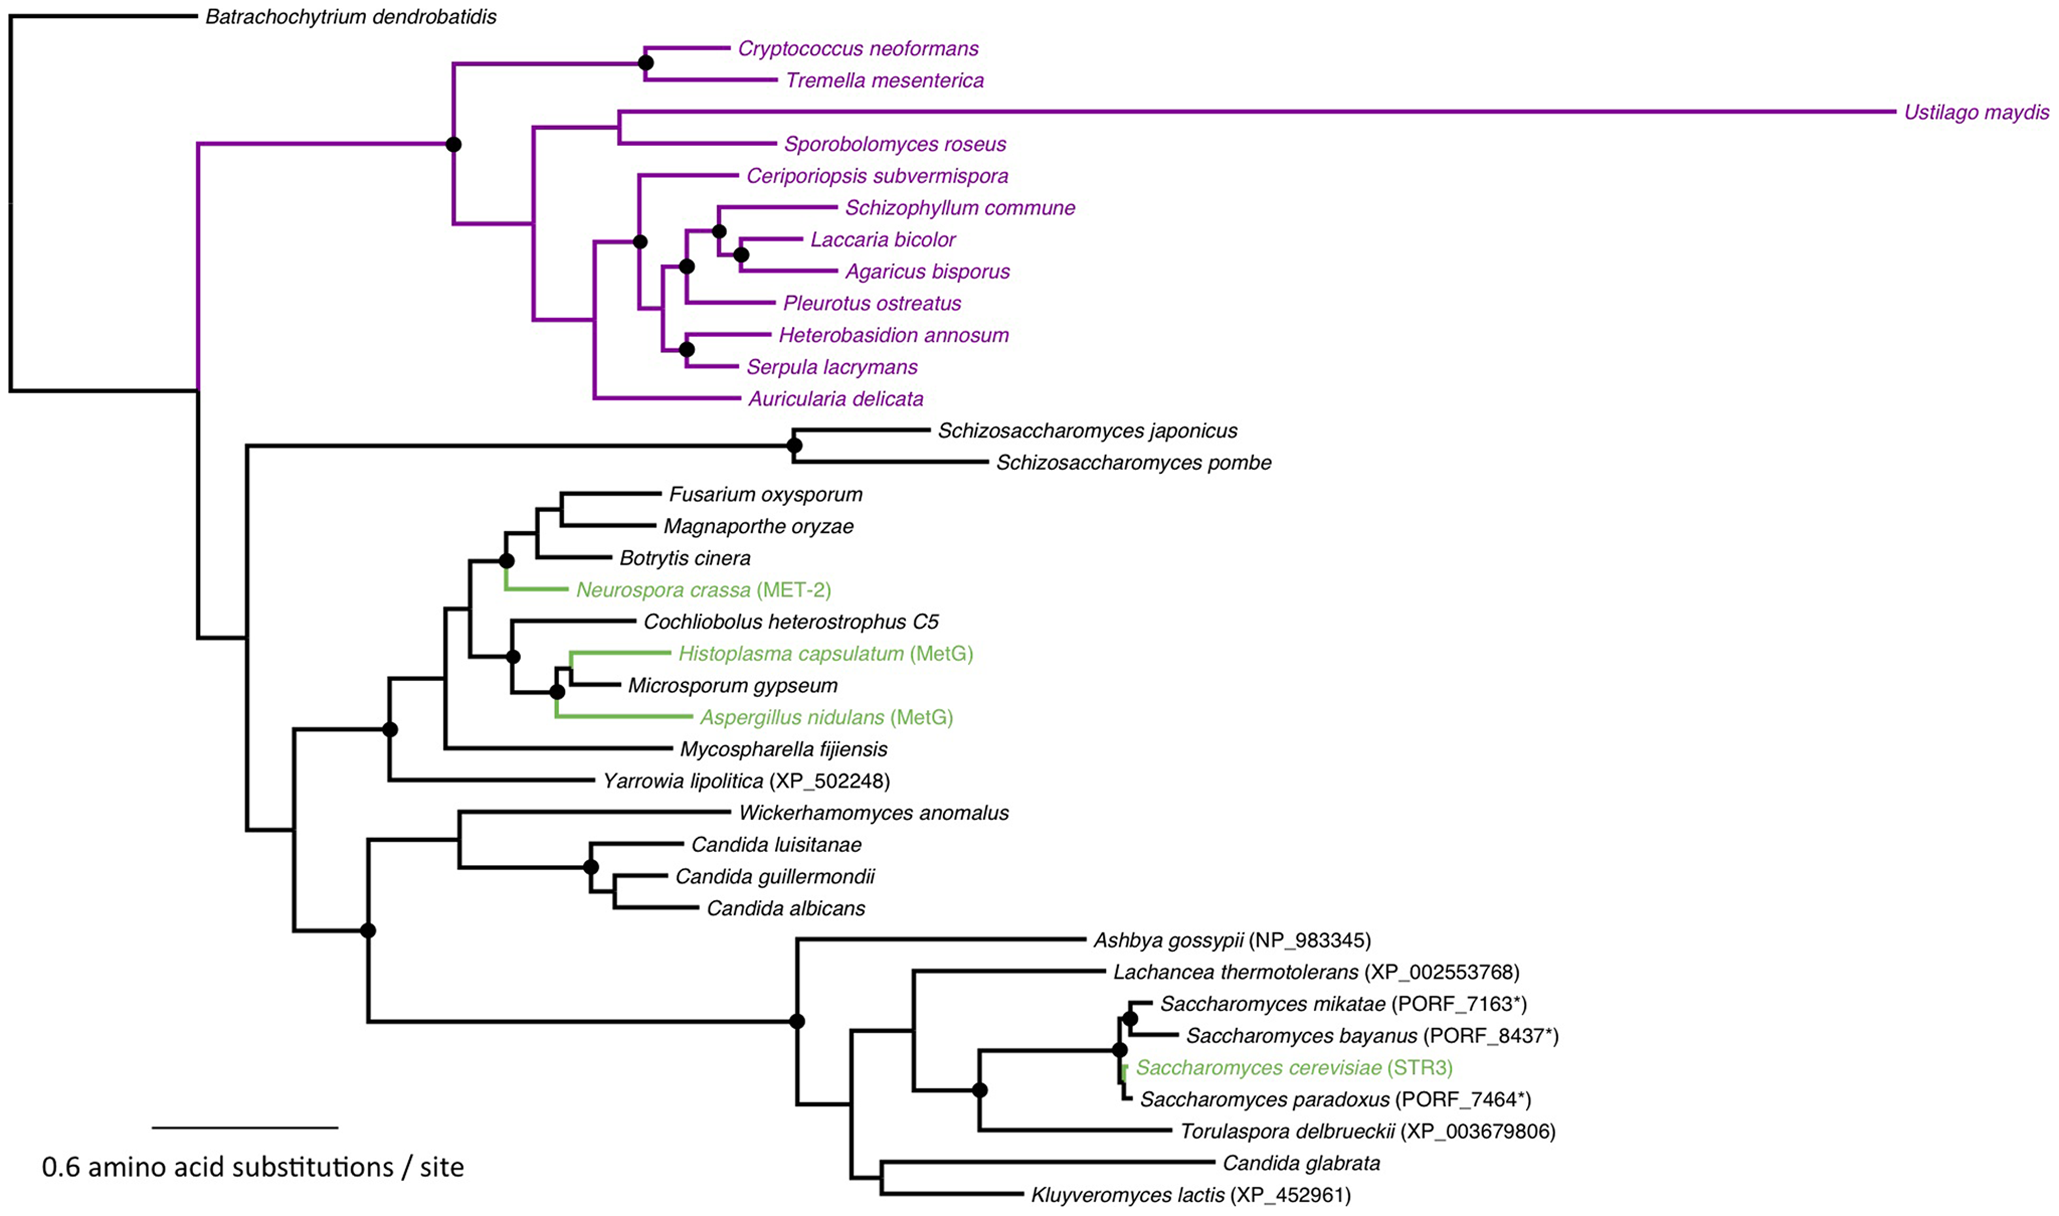 Batrachochytrium dendrobatidis
Cryptococcus neoformans
Tremella mesenterica
Ustilago maydis
Sporobolomyces roseus
Ceriporiopsis subvermispora
Schizophyllum commune
Laccaria bicolor
Agaricus bisporus
Pleurotus ostreatus
Heterobasidion annosum
Serpula lacrymans
Auricularia delicata
Schizosaccharomyces japonicus
Schizosaccharomyces pombe
Fusarium oxysporum
Magnaporthe oryzae
Botrytis cinera
Neurospora crassa (MET-2)
Cochliobolus heterostrophus C5
Histoplasma capsulatum (MetG)
Microsporum gypseum
Aspergillus nidulans (MetG)
Mycospharella fijiensis
Yarrowia lipolitica (XP_502248)
Wickerhamomyces anomalus
Candida luisitanae
Candida guillermondii
Candida albicans
Ashbya gossypii (NP_983345)
Lachancea thermotolerans (XP_002553768)
Saccharomyces mikatae (PORF_7163*)
Saccharomyces bayanus (PORF_8437*)
Saccharomyces cerevisiae (STR3)
Saccharomyces paradoxus (PORF_7464*)
Torulaspora delbrueckii (XP_003679806)
Candida glabrata
Kluyveromyces lactis (XP_452961)
0.6 amino acid substitutions / site